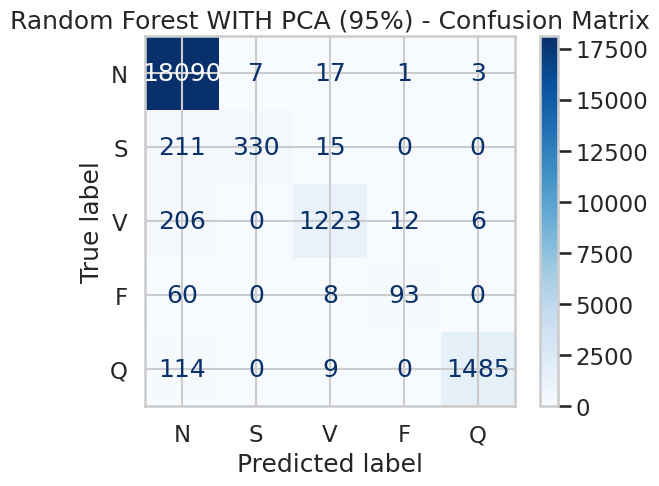 Random Forest WITH PCA (95%) - Confusion Matrix
True label
N 18090 7 17 1 3
S 211 330 15 0 0
V 206 0 1223 12 6
F 60 0 8 93 0
Q 114 0 9 0 1485
N S V F Q
Predicted label
17500
15000
12500
10000
7500
5000
2500
0